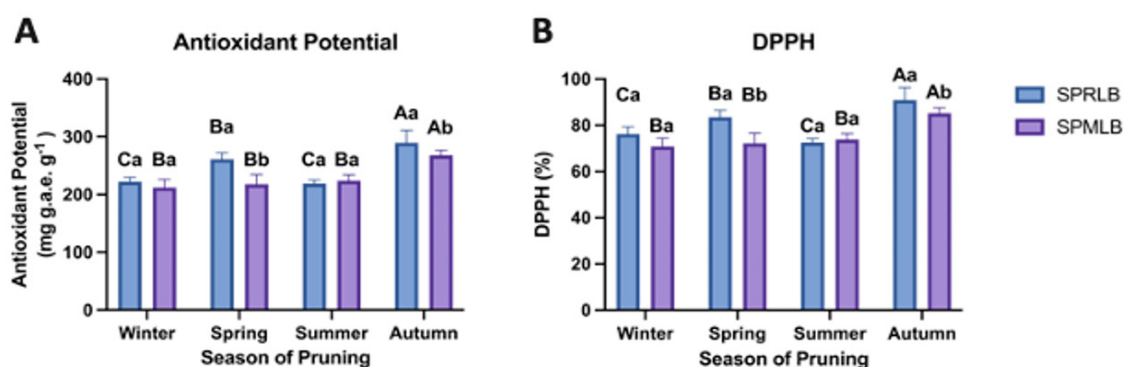 A
Antioxidant Potential
Antioxidant Potential
(mg g.a.e. g-1 )
400
300
200
100
0
Ca Ba
Ba
Bb
Ca Ba
Aa
Ab
Winter Spring Summer Autumn
Season of Pruning
B
DPPH
DPPH (%)
100
80
60
40
20
0
Ca
Ba
Ba Bb
Ca Ba
Aa
Ab
Winter Spring Summer Autumn
Season of Pruning
SPRLB
SPMLB